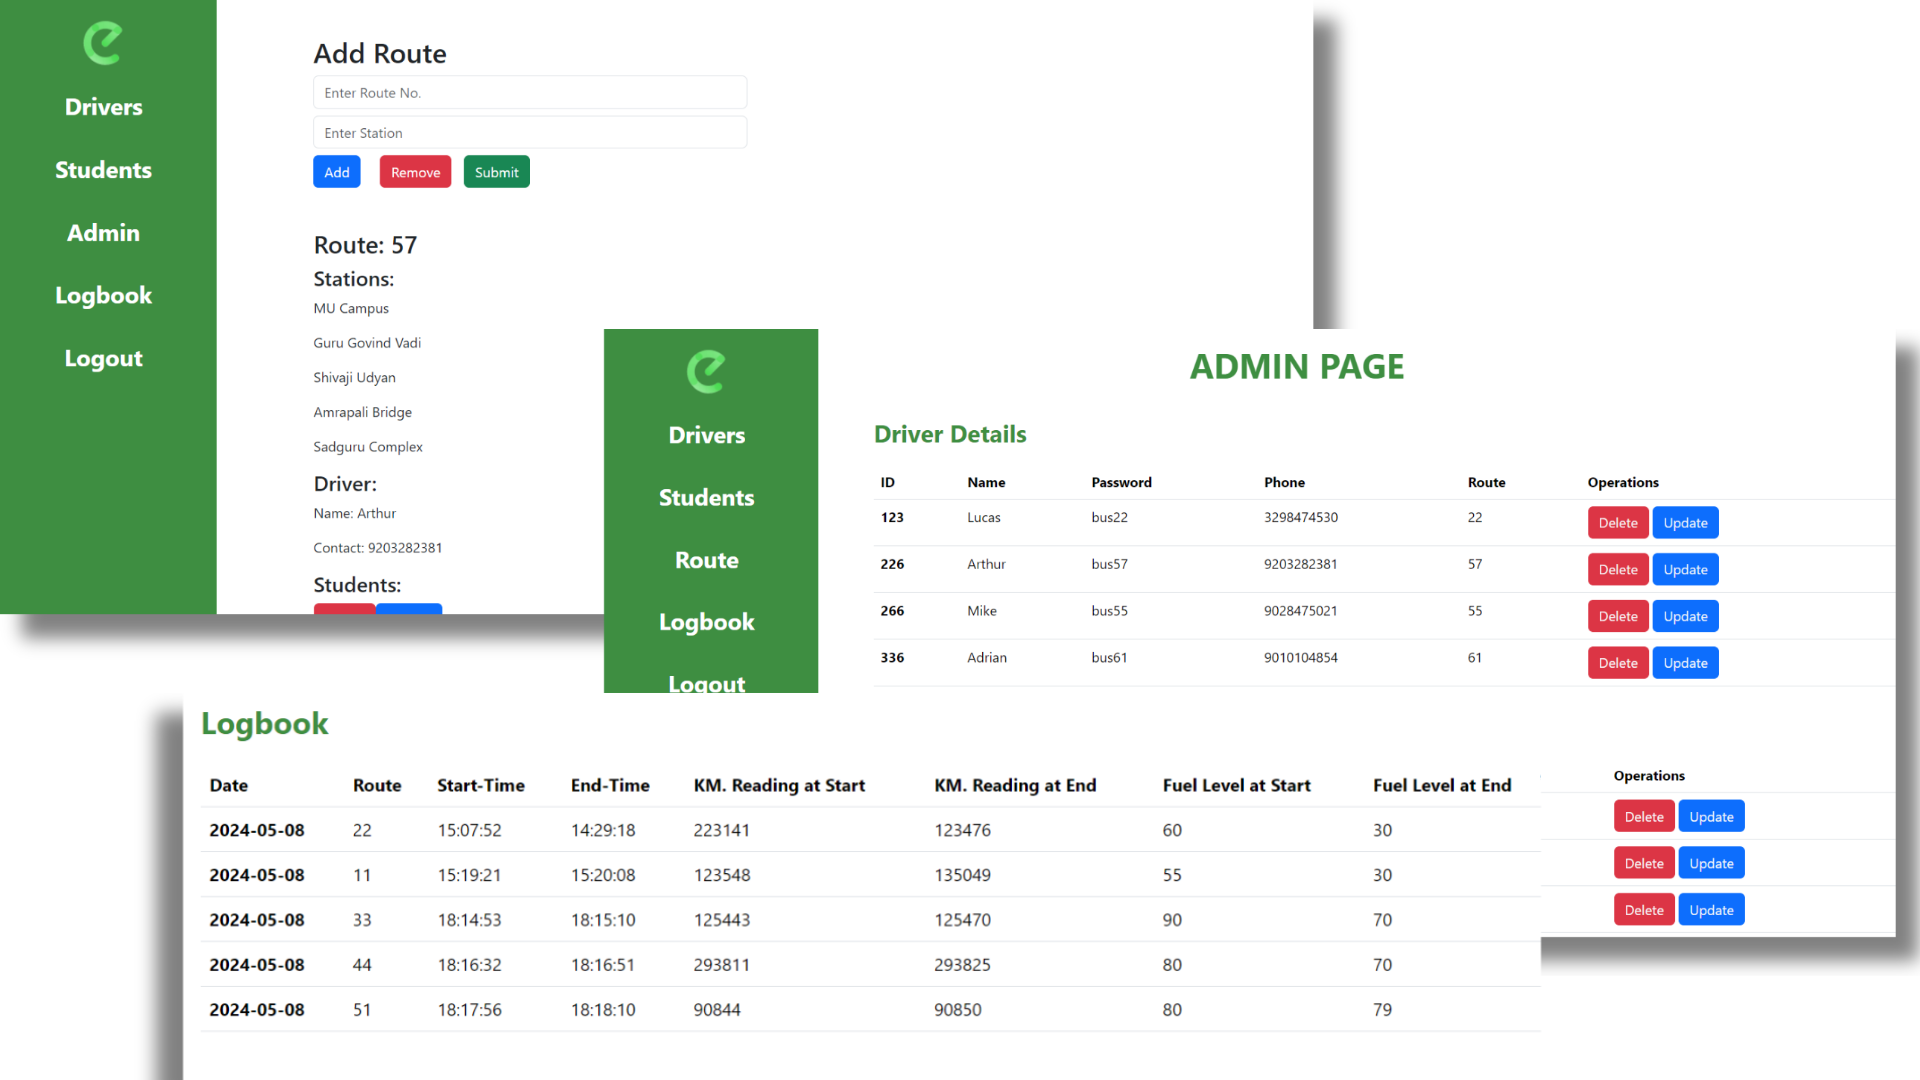 Drivers
Students
Admin
Logbook
Logout
Add Route
Enter Route No.
Enter Station
Add Remove Submit
Route: 57
Stations:
MU Campus
Guru Govind Vadi
Shivaji Udyan
Amrapali Bridge
Sadguru Complex
Driver:
Name: Arthur
Contact: 9203282381
Students:
Drivers
Students
Route
Logbook
Logout
ADMIN PAGE
Driver Details
ID Name Password Phone Route Operations
123 Lucas bus22 3298474530 22 Delete Update
226 Arthur bus57 9203282381 57 Delete Update
266 Mike bus55 9028475021 55 Delete Update
336 Adrian bus61 9010104854 61 Delete Update
Operations
Delete Update
Delete Update
Delete Update
Logbook
Date Route Start-Time End-Time KM. Reading at Start KM. Reading at End Fuel Level at Start Fuel Level at End
2024-05-08 22 15:07:52 14:29:18 223141 123476 60 30
2024-05-08 11 15:19:21 15:20:08 123548 135049 55 30
2024-05-08 33 18:14:53 18:15:10 125443 125470 90 70
2024-05-08 44 18:16:32 18:16:51 293811 293825 80 70
2024-05-08 51 18:17:56 18:18:10 90844 90850 80 79